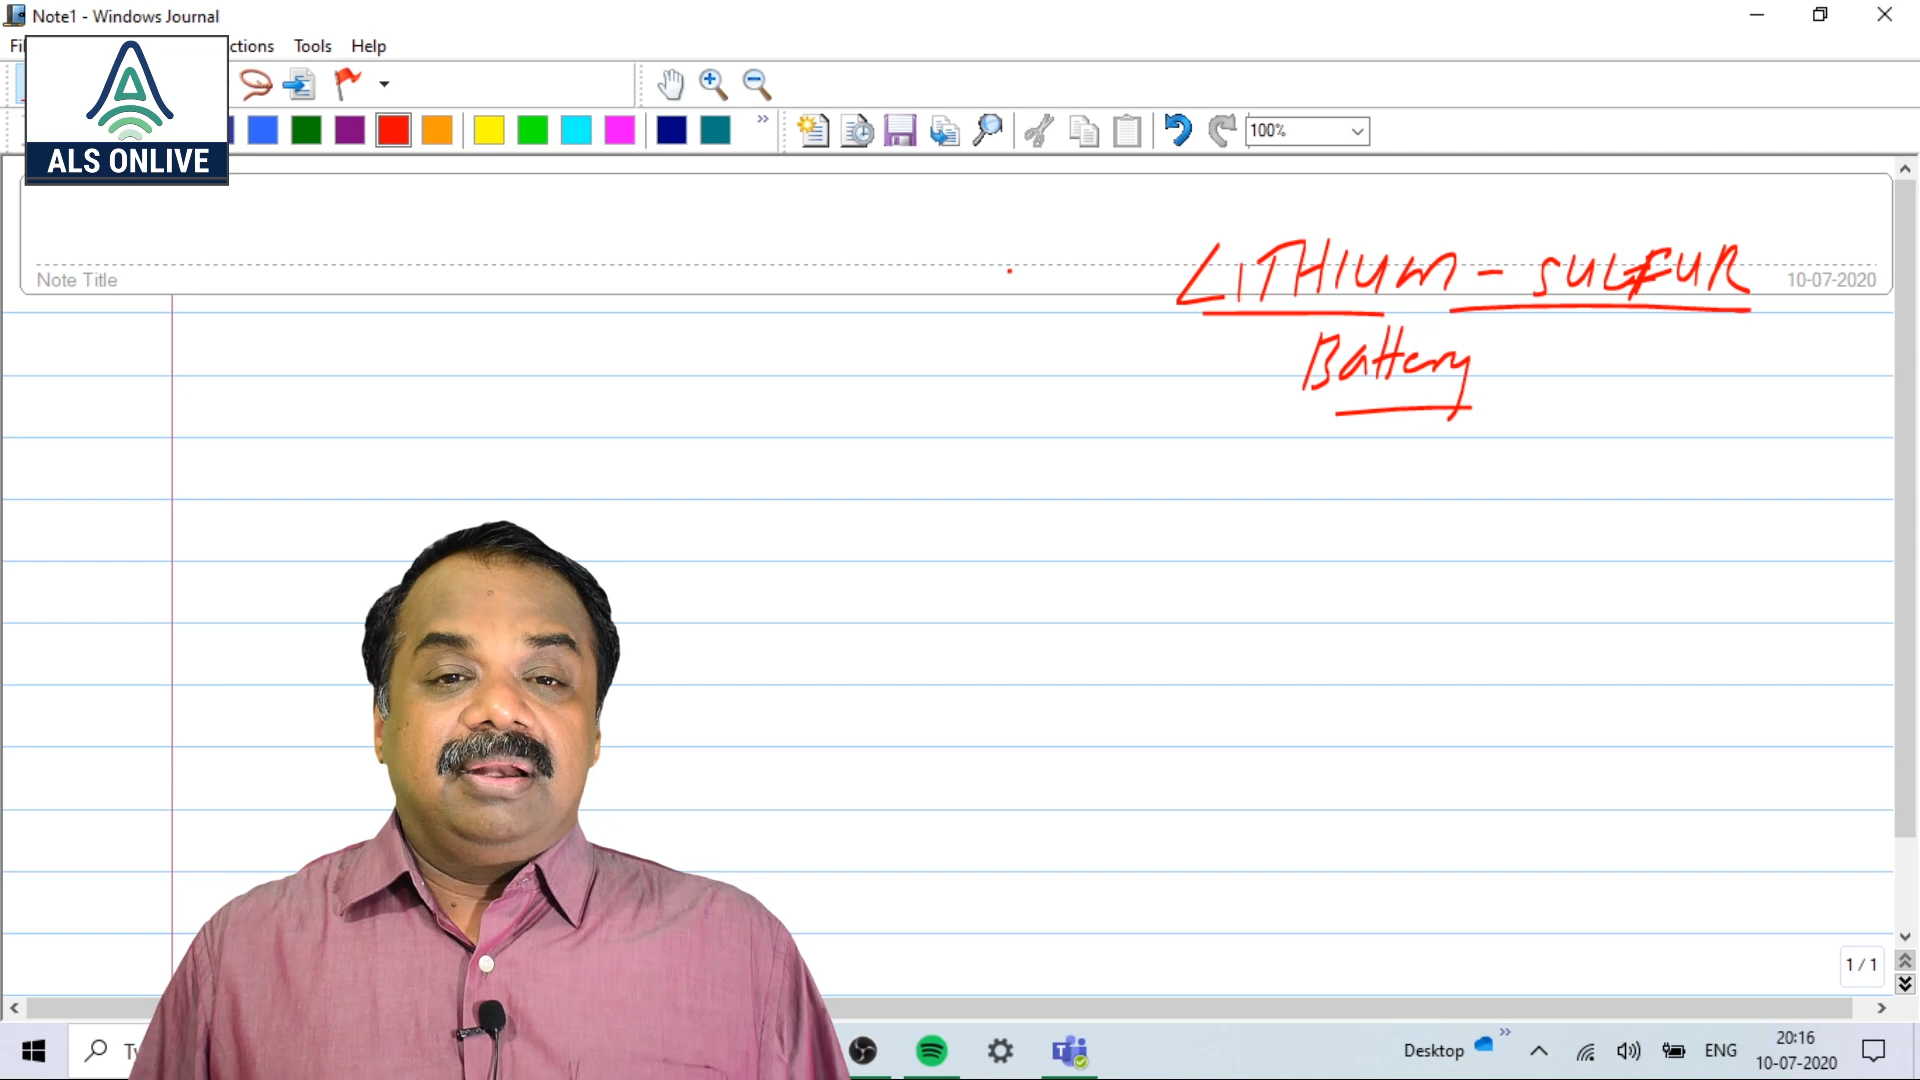 Note1 - Windows Journal
ctions Tools Help
ALS ONLIVE
100%
LITHIUM - SULFUR
Note Title
10-07-2020
Battery
1 / 1
Desktop
ENG
20:16
10-07-2020